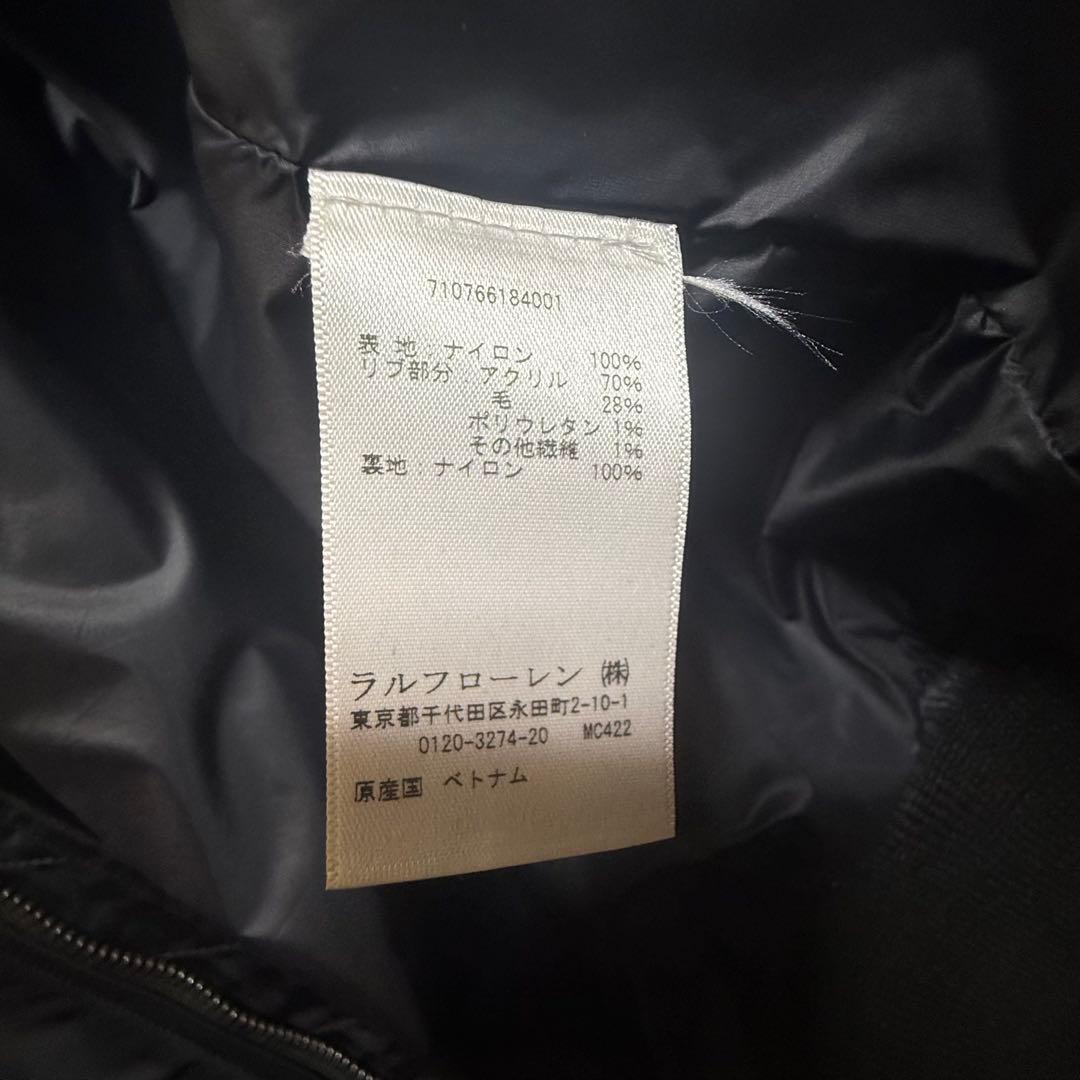 710766184001
表 地：ナイロン 100%
リブ部分：アクリル 70%
毛 28%
ポリウレタン 1%
その他繊維 1%
裏地：ナイロン 100%
ラルフローレン ㈱
東京都千代田区永田町2-10-1
0120-3274-20 MC422
原産国 ベトナム